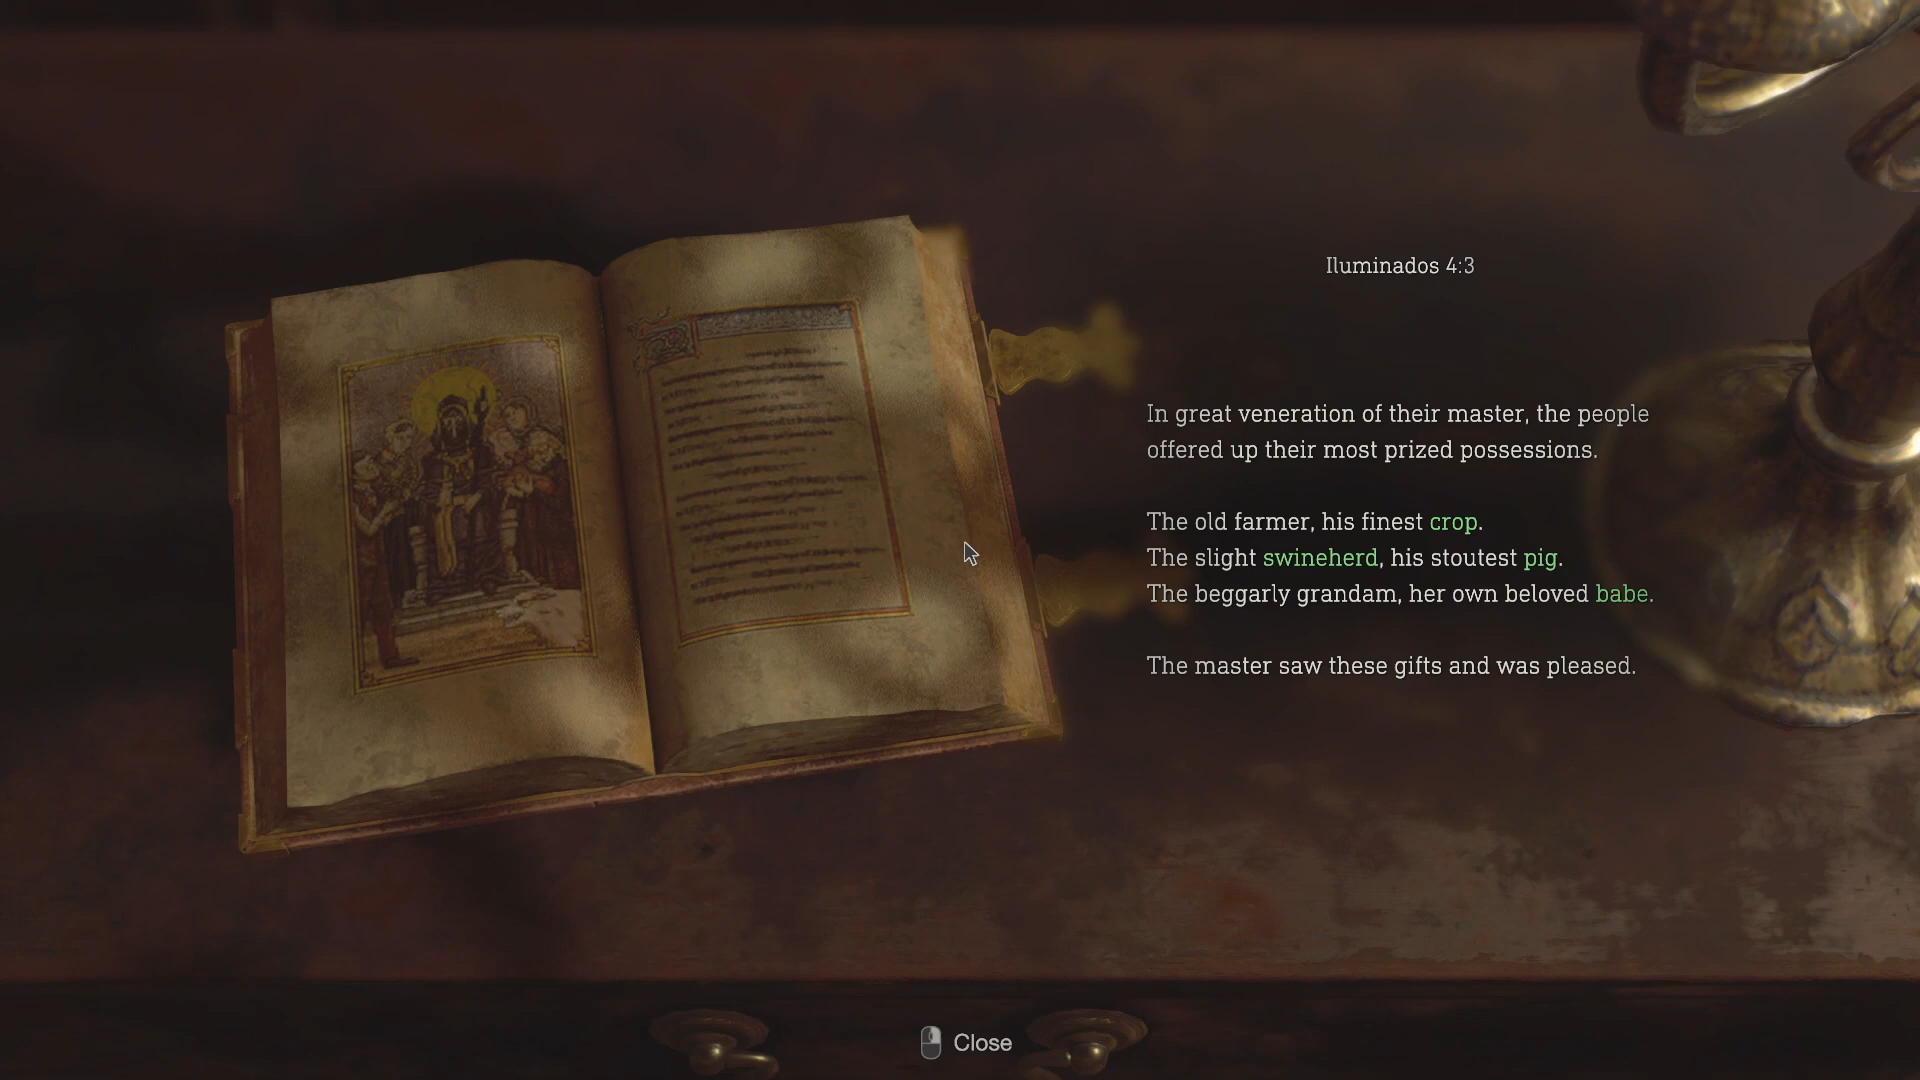 Iluminados 4:3
In great veneration of their master, the people
offered up their most prized possessions.
The old farmer, his finest crop.
The slight swineherd, his stoutest pig.
The beggarly grandam, her own beloved babe.
The master saw these gifts and was pleased.
Close